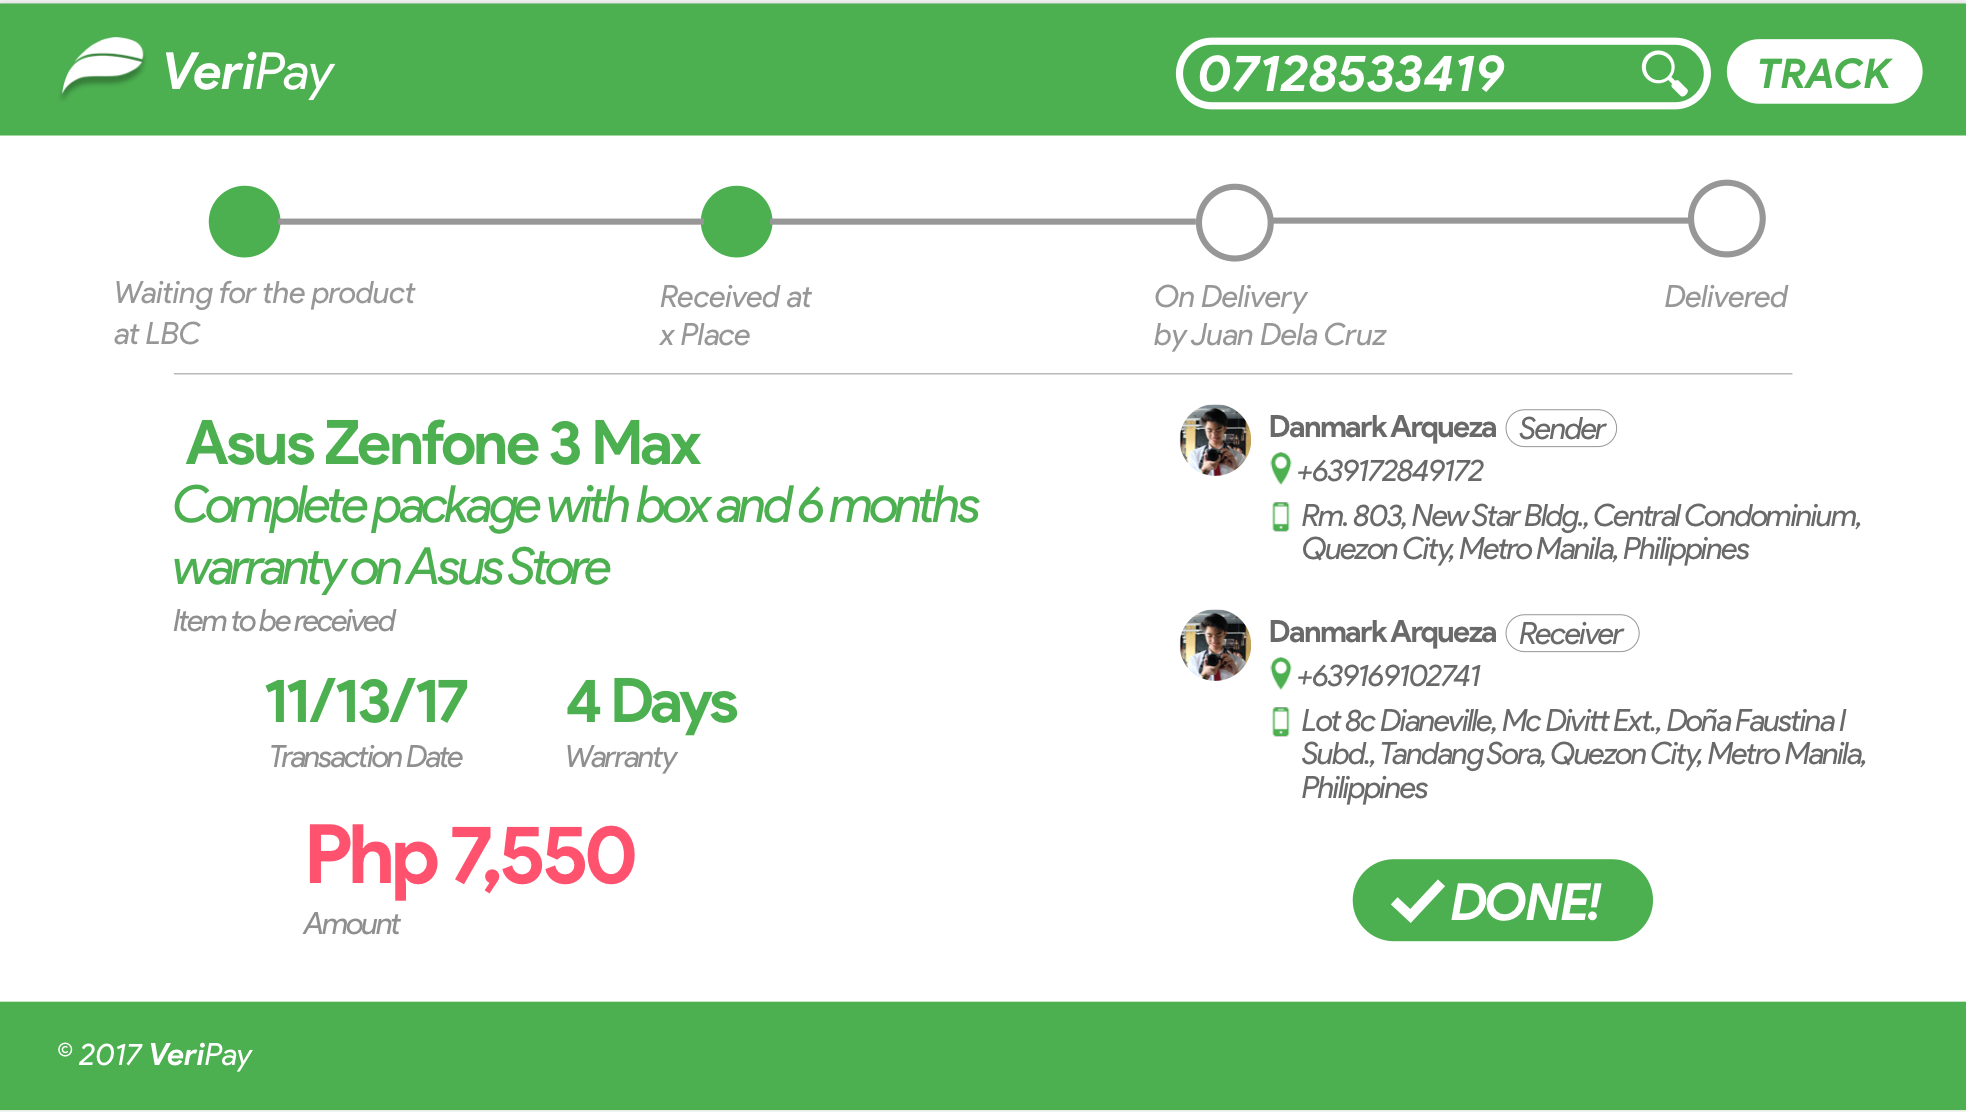 VeriPay
07128533419
TRACK
Waiting for the product
at LBC
Received at
x Place
On Delivery
by Juan Dela Cruz
Delivered
Asus Zenfone 3 Max
Complete package with box and 6 months
warranty on Asus Store
Item to be received
11/13/17
Transaction Date
4 Days
Warranty
Php 7,550
Amount
Danmark Arqueza Sender
+639172849172
Rm. 803, New Star Bldg., Central Condominium,
Quezon City, Metro Manila, Philippines
Danmark Arqueza Receiver
+639169102741
Lot 8c Dianeville, Mc Divitt Ext., Doña Faustina I
Subd., Tandang Sora, Quezon City, Metro Manila,
Philippines
DONE!
© 2017 VeriPay